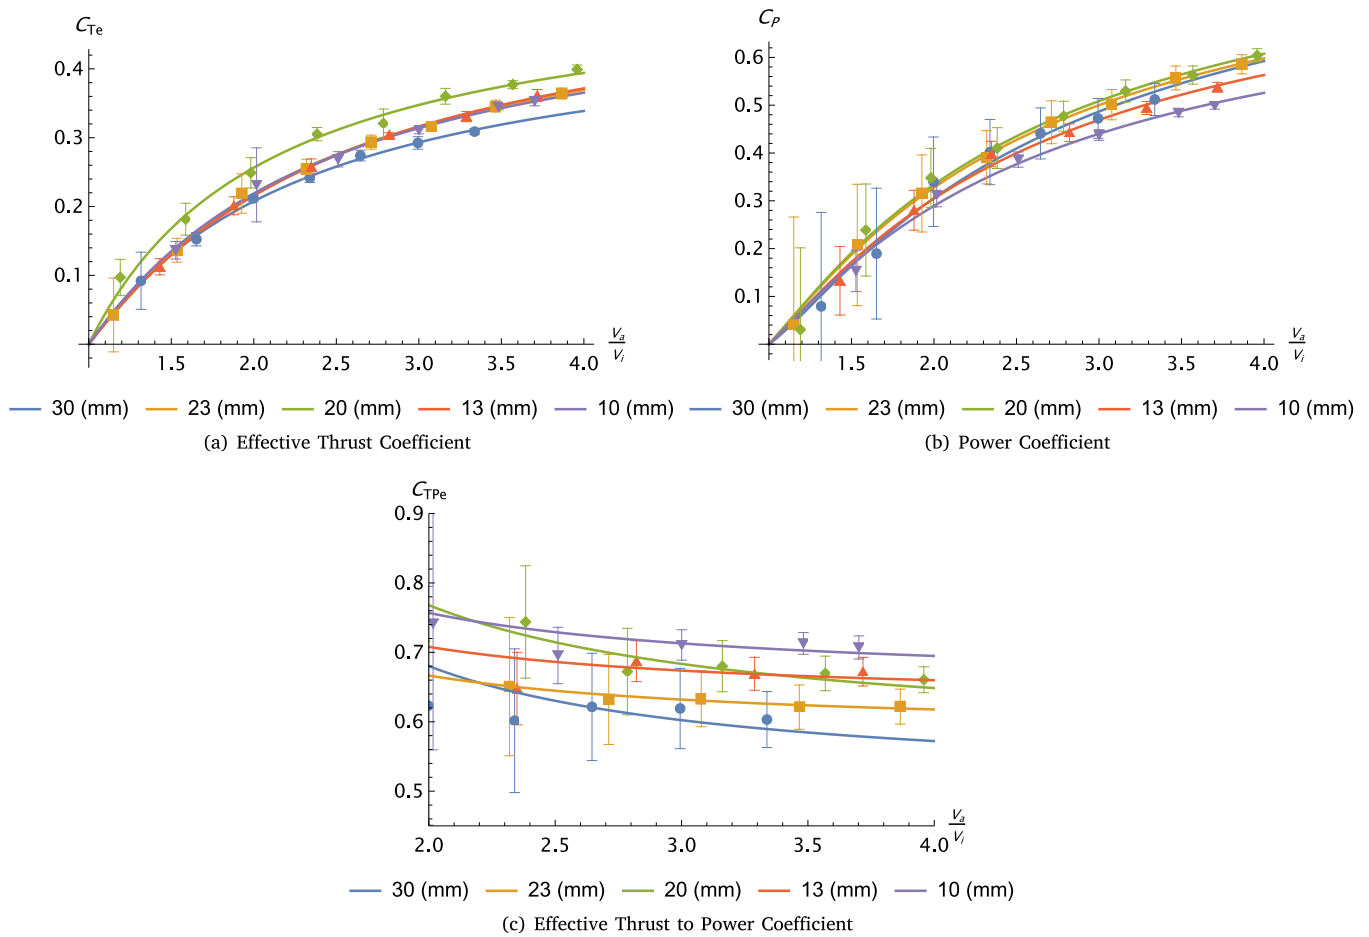 C_Te
0.4
0.3
0.2
0.1
1.5 2.0 2.5 3.0 3.5 4.0
V_a
V_i
30 (mm) 23 (mm) 20 (mm) 13 (mm) 10 (mm)
(a) Effective Thrust Coefficient
C_P
0.6
0.5
0.4
0.3
0.2
0.1
1.5 2.0 2.5 3.0 3.5 4.0
V_a
V_i
30 (mm) 23 (mm) 20 (mm) 13 (mm) 10 (mm)
(b) Power Coefficient
C_TPe
0.9
0.8
0.7
0.6
0.5
2.0 2.5 3.0 3.5 4.0
V_a
V_i
30 (mm) 23 (mm) 20 (mm) 13 (mm) 10 (mm)
(c) Effective Thrust to Power Coefficient